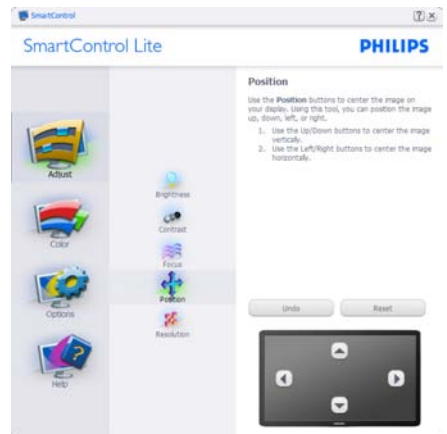 SmartControl
SmartControl Lite
PHILIPS
Adjust
Color
Options
Help
Brightness
Contrast
Focus
Position
Resolution
Position
Use the Position buttons to center the image on
your display. Using this tool, you can position the image
up, down, left, or right.
1. Use the Up/Down buttons to center the image
vertically.
2. Use the Left/Right buttons to center the image
horizontally.
Undo
Reset